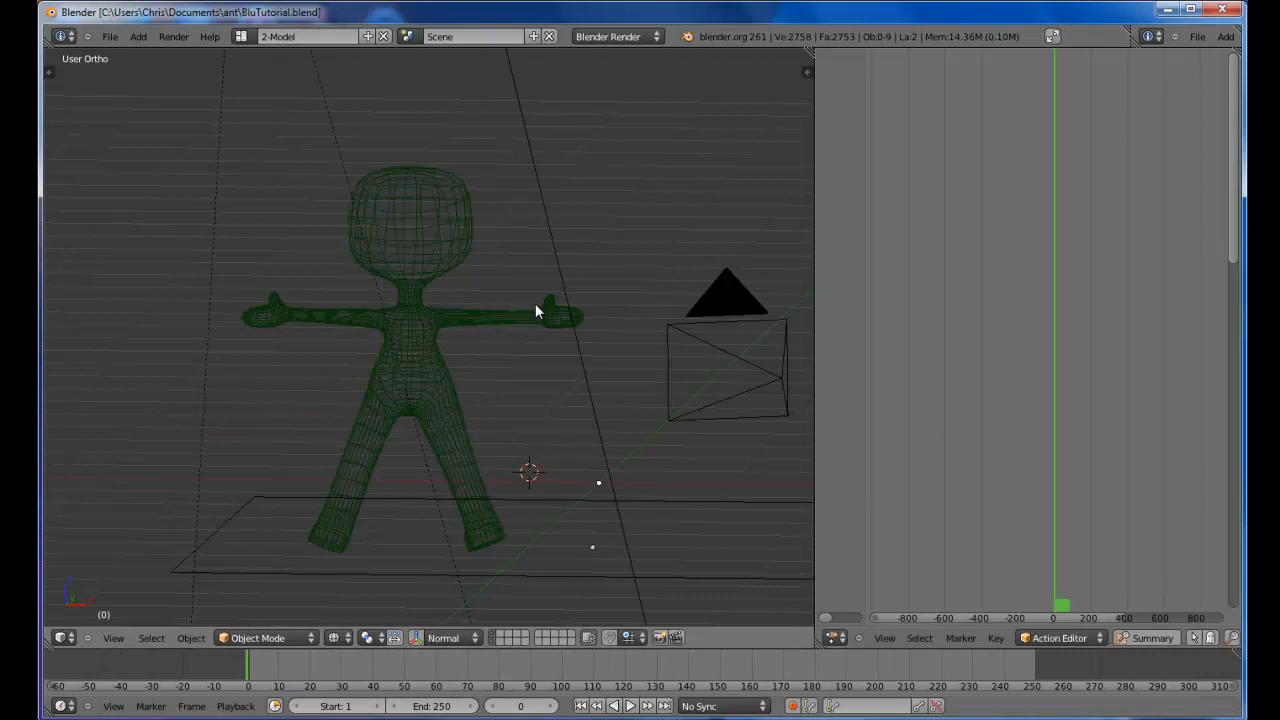 Blender [C:\Users\Chris\Documents\ant\BluTutorial.blend]
File Add Render Help 2-Model Scene Blender Render blender.org 261 | Ve:2758 | Fa:2753 | Ob:0-9 | La:2 | Mem:14.36M (0.10M) File Add
User Ortho
(0)
-800 -600 -400 -200 0 200 400 600 800
View Select Object Object Mode Normal View Select Marker Key Action Editor Summary
-60 -50 -40 -30 -20 -10 0 10 20 30 40 50 60 70 80 90 100 110 120 130 140 150 160 170 180 190 200 210 220 230 240 250 260 270 280 290 300 310
View Marker Frame Playback Start: 1 End: 250 0 No Sync